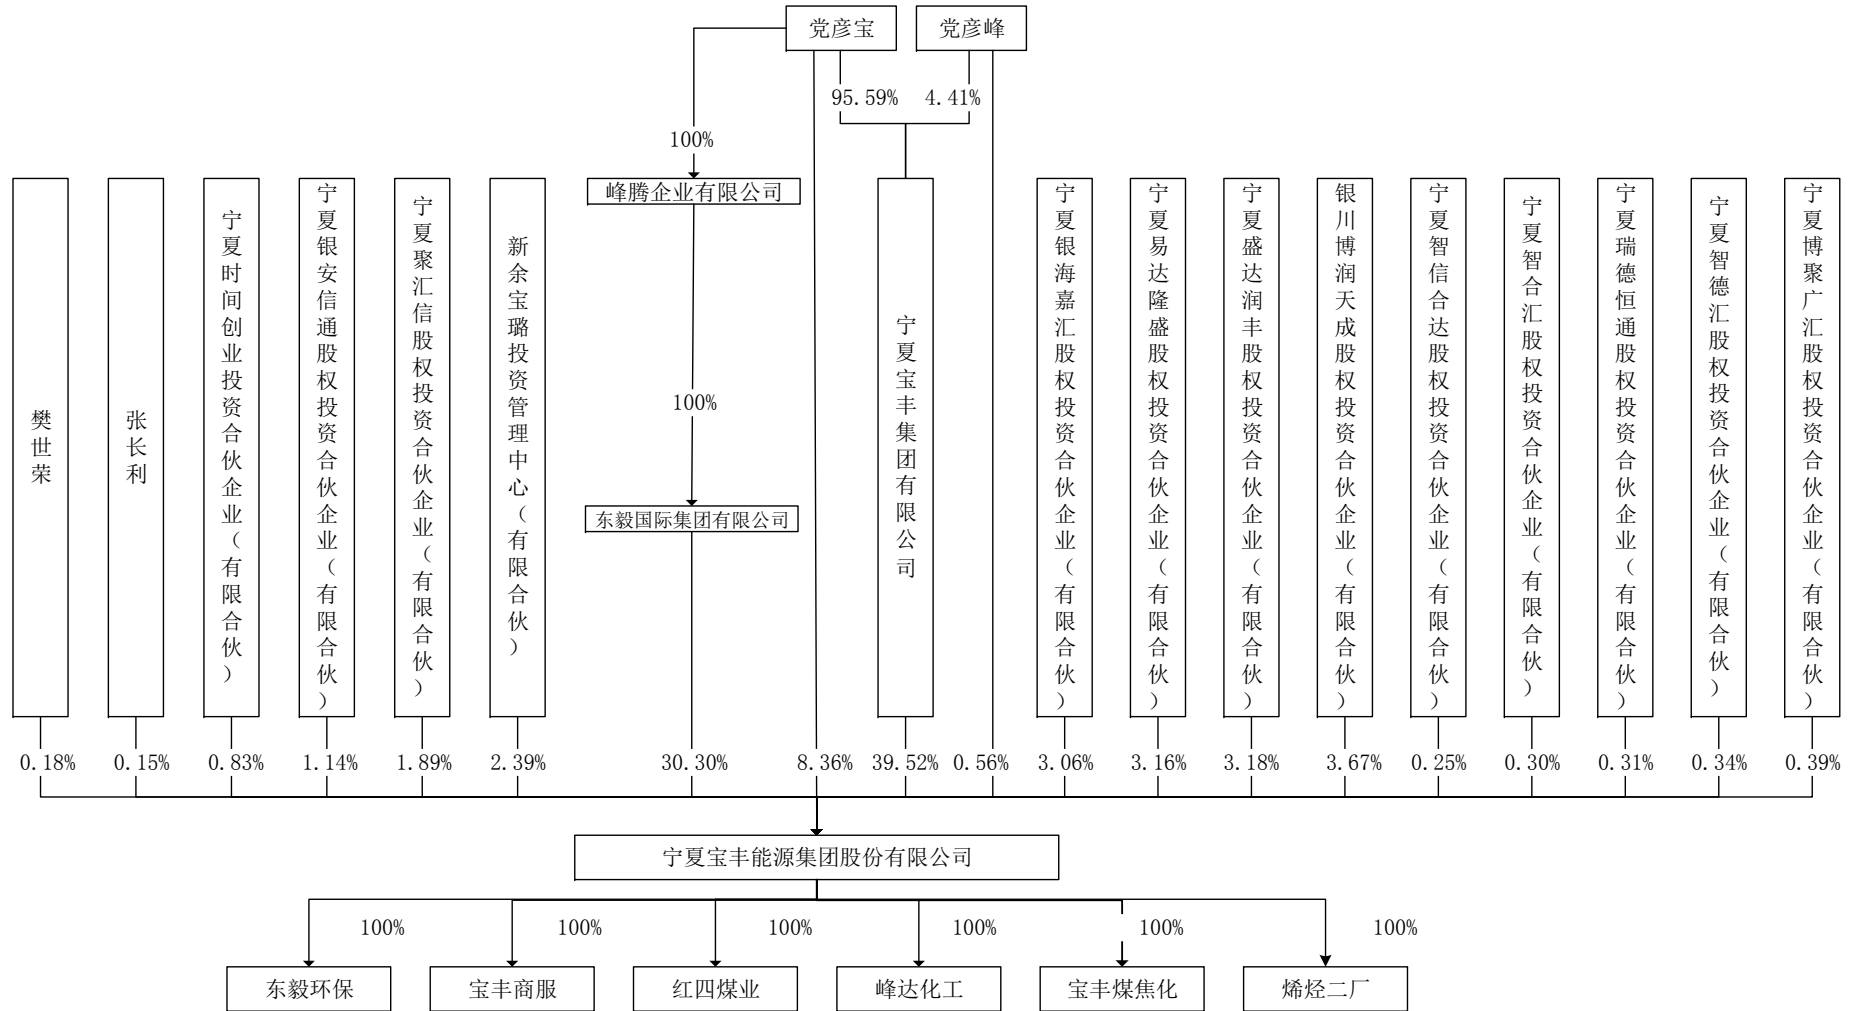 党彦宝
党彦峰
95.59%
4.41%
100%
峰腾企业有限公司
100%
东毅国际集团有限公司
樊世荣
张长利
宁夏时间创业投资合伙企业（有限合伙）
宁夏银安信通股权投资合伙企业（有限合伙）
宁夏聚汇信股权投资合伙企业（有限合伙）
新余宝璐投资管理中心（有限合伙）
宁夏宝丰集团有限公司
宁夏银海嘉汇股权投资合伙企业（有限合伙）
宁夏易达隆盛股权投资合伙企业（有限合伙）
宁夏盛达润丰股权投资合伙企业（有限合伙）
银川博润天成股权投资合伙企业（有限合伙）
宁夏智信合达股权投资合伙企业（有限合伙）
宁夏智合汇股权投资合伙企业（有限合伙）
宁夏瑞德恒通股权投资合伙企业（有限合伙）
宁夏智德汇股权投资合伙企业（有限合伙）
宁夏博聚广汇股权投资合伙企业（有限合伙）
0.18%
0.15%
0.83%
1.14%
1.89%
2.39%
30.30%
8.36%
39.52%
0.56%
3.06%
3.16%
3.18%
3.67%
0.25%
0.30%
0.31%
0.34%
0.39%
宁夏宝丰能源集团股份有限公司
100%
100%
100%
100%
100%
100%
东毅环保
宝丰商服
红四煤业
峰达化工
宝丰煤焦化
烯烃二厂